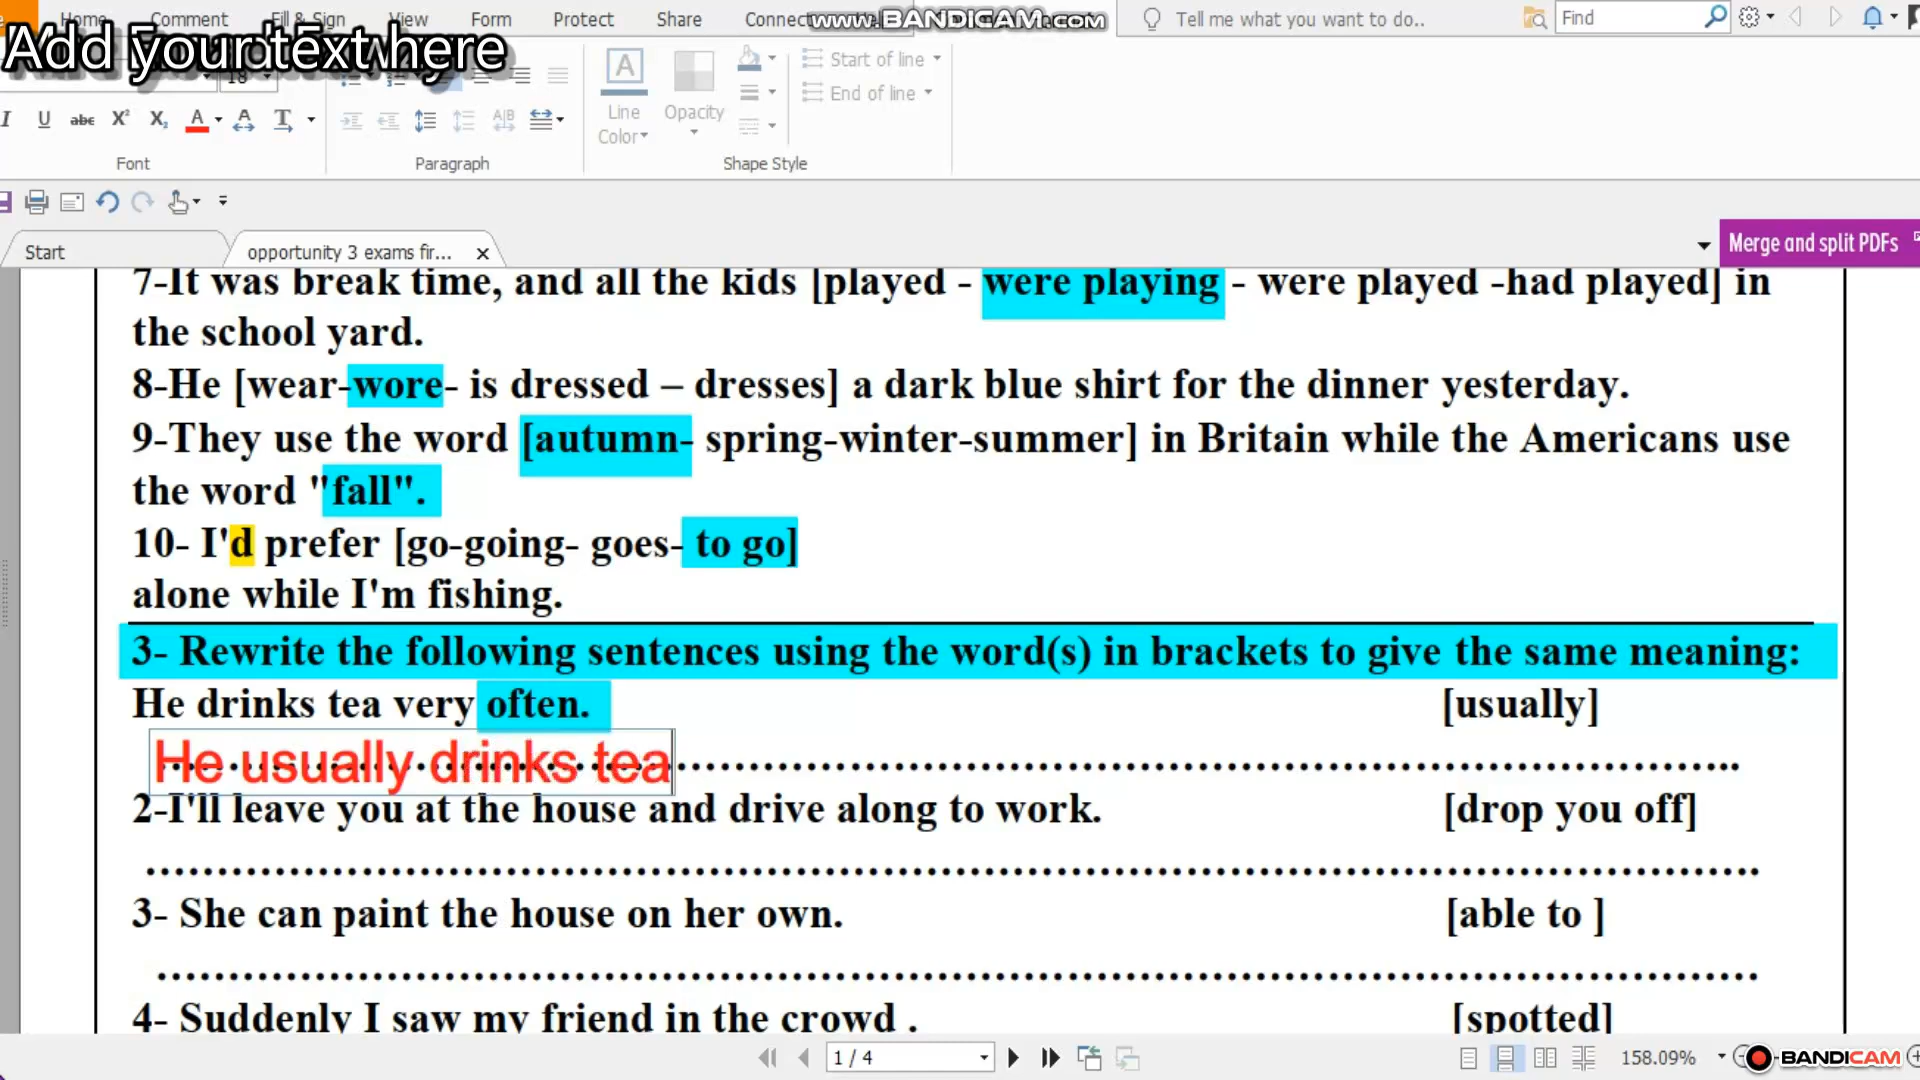 Home Comment Fill & Sign View Form Protect Share Connect www.BANDICAM.com Tell me what you want to do.. Find
Add your text here
18
Start of line
End of line
Line Color
Opacity
Font Paragraph Shape Style
Start opportunity 3 exams fir... Merge and split PDFs
7-It was break time, and all the kids [played - were playing - were played -had played] in
the school yard.
8-He [wear-wore- is dressed – dresses] a dark blue shirt for the dinner yesterday.
9-They use the word [autumn- spring-winter-summer] in Britain while the Americans use
the word "fall".
10- I'd prefer [go-going- goes- to go]
alone while I'm fishing.
3- Rewrite the following sentences using the word(s) in brackets to give the same meaning:
He drinks tea very often. [usually]
He usually drinks tea
2-I'll leave you at the house and drive along to work. [drop you off]
3- She can paint the house on her own. [able to ]
4- Suddenly I saw my friend in the crowd . [spotted]
1 / 4 158.09% BANDICAM